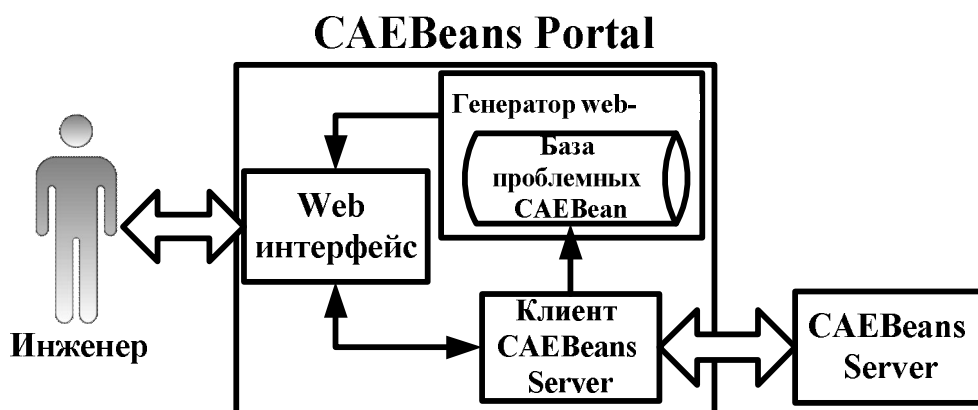 CAEBeans Portal
Генератор web-
База
проблемных
CAEBean
Web
интерфейс
Инженер
Клиент
CAEBeans
Server
CAEBeans
Server